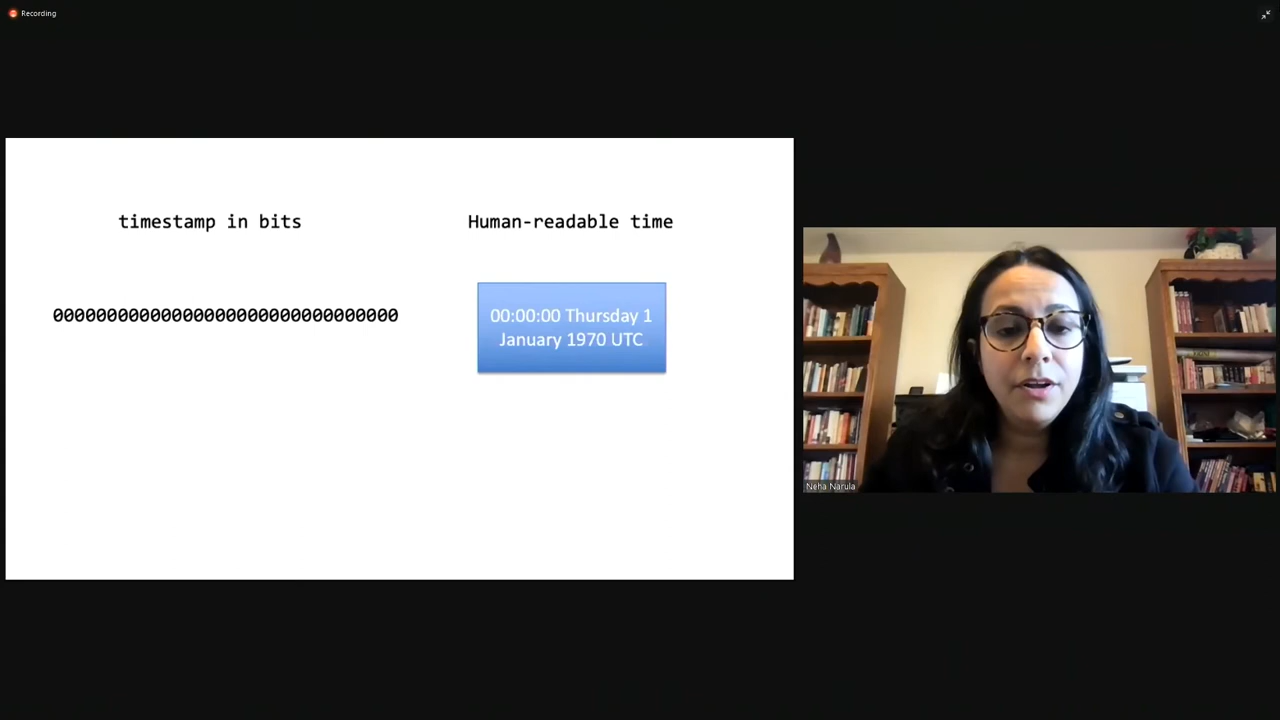 Recording
timestamp in bits
Human-readable time
00000000000000000000000000000000
00:00:00 Thursday 1
January 1970 UTC
Neha Narula